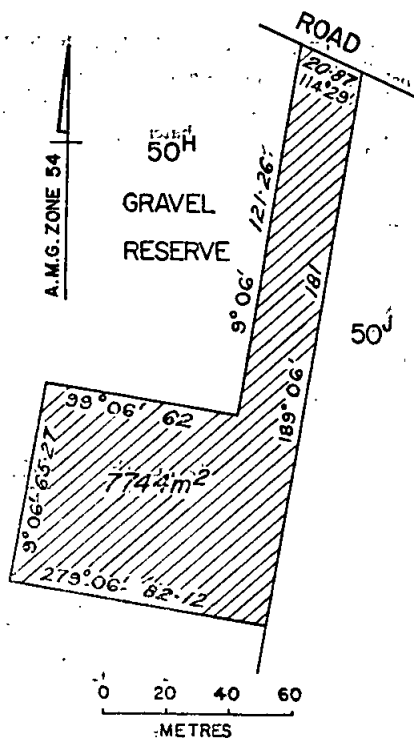 ROAD
20·87
114°29′
50H
GRAVEL
RESERVE
A.M.G. ZONE 54
9°06′ 121·26′
181
189°06′
50J
99°06′ 62
7744m²
9°06′ 65·27
279°06′ 82·12
0 20 40 60
METRES